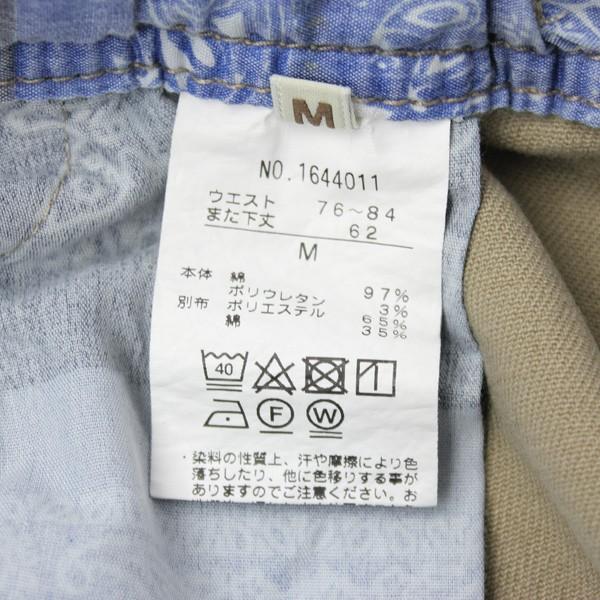 M
NO.1644011
ウエスト 76～84
また下丈 62
M
本体 綿 97%
ポリウレタン 3%
別布 ポリエステル 65%
綿 35%
40
F W
・染料の性質上、汗や摩擦により色
落ちしたり、他に色移りする事が
ありますのでご注意ください。お